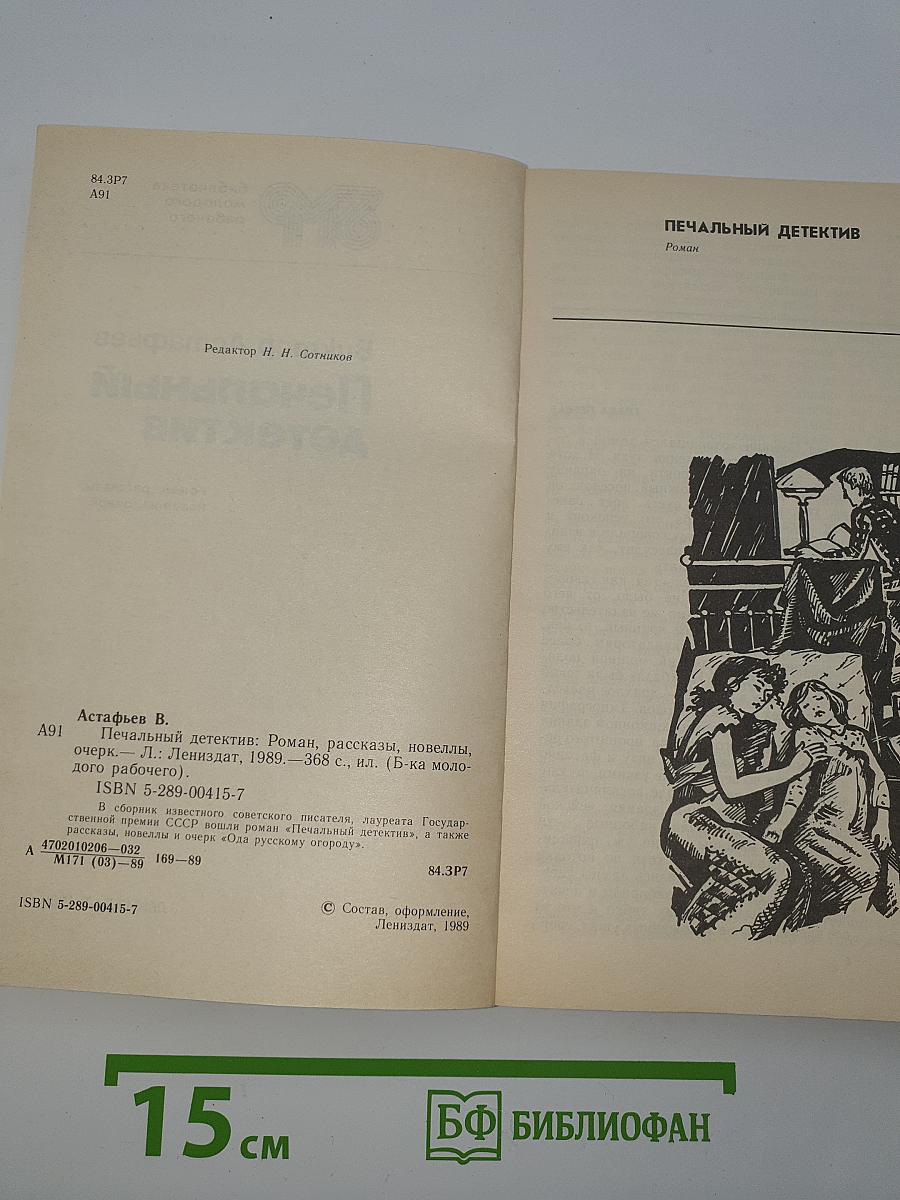 84.3Р7
А91
Редактор Н. Н. Сотников
Астафьев В.
А91 Печальный детектив: Роман, рассказы, новеллы,
очерк.— Л.: Лениздат, 1989.—368 с., ил. (Б-ка моло-
дого рабочего).
ISBN 5-289-00415-7
В сборник известного советского писателя, лауреата Государ-
ственной премии СССР вошли роман «Печальный детектив», а также
рассказы, новеллы и очерк «Ода русскому огороду».
А 4702010206—032
М171 (03)—89 169—89
84.3Р7
ISBN 5-289-00415-7
© Состав, оформление,
Лениздат, 1989
ПЕЧАЛЬНЫЙ ДЕТЕКТИВ
Роман
15 см
БФ БИБЛИОФАН